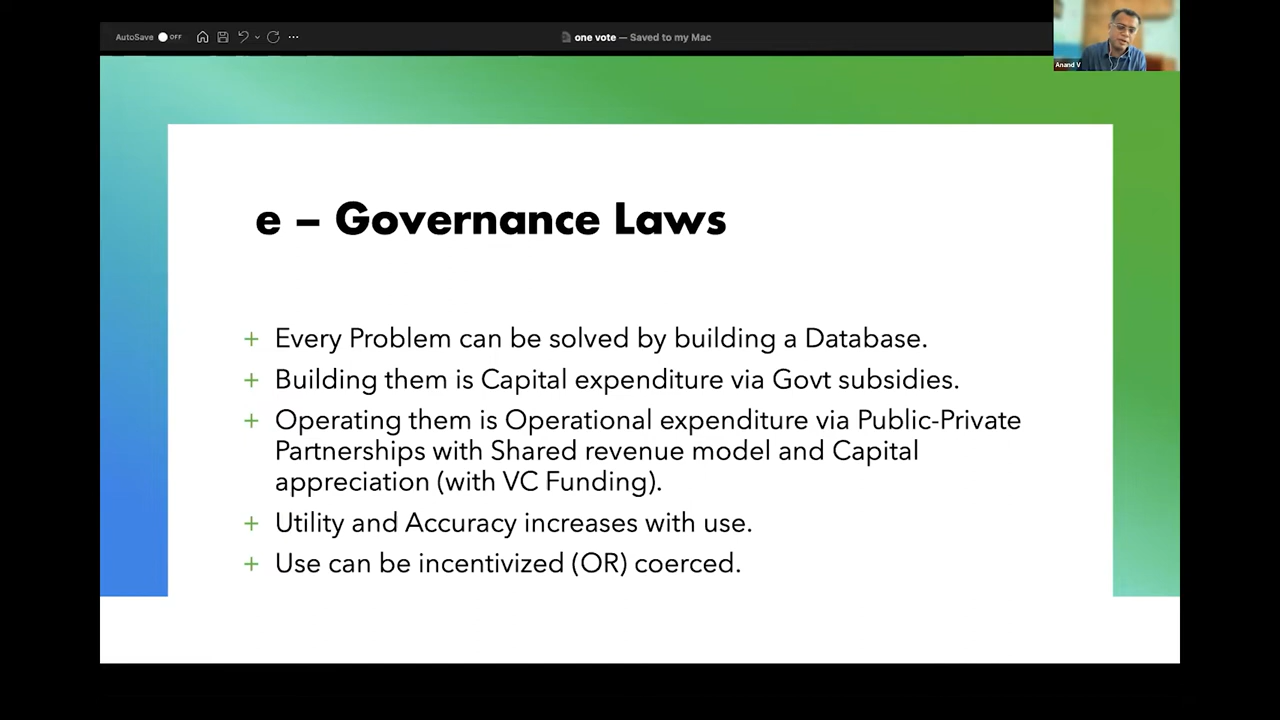 AutoSave OFF
one vote — Saved to my Mac
Anand V
e – Governance Laws
+ Every Problem can be solved by building a Database.
+ Building them is Capital expenditure via Govt subsidies.
+ Operating them is Operational expenditure via Public-Private
Partnerships with Shared revenue model and Capital
appreciation (with VC Funding).
+ Utility and Accuracy increases with use.
+ Use can be incentivized (OR) coerced.